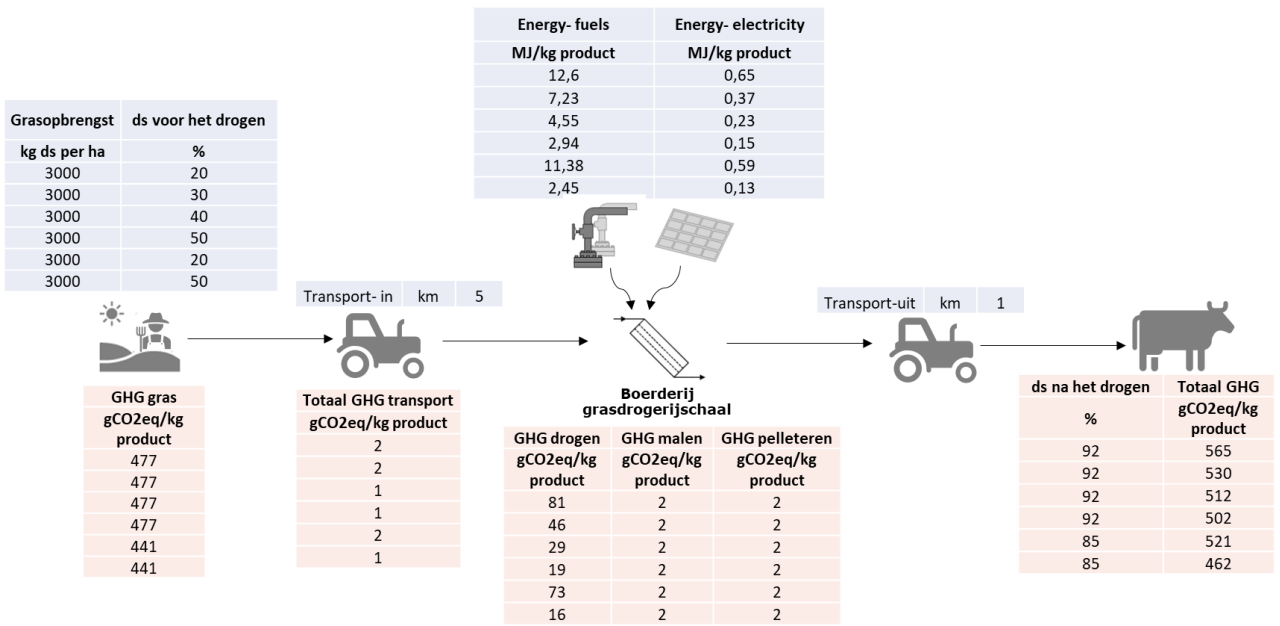 Energy- fuels Energy- electricity
MJ/kg product MJ/kg product
12,6 0,65
7,23 0,37
4,55 0,23
2,94 0,15
11,38 0,59
2,45 0,13
Grasopbrengst ds voor het drogen
kg ds per ha %
3000 20
3000 30
3000 40
3000 50
3000 20
3000 50
Transport- in km 5
Transport-uit km 1
Boerderij
grasdrogerijschaal
GHG gras
gCO2eq/kg
product
477
477
477
477
441
441
Totaal GHG transport
gCO2eq/kg product
2
2
1
1
2
1
GHG drogen GHG malen GHG pelleteren
gCO2eq/kg gCO2eq/kg gCO2eq/kg
product product product
81 2 2
46 2 2
29 2 2
19 2 2
73 2 2
16 2 2
ds na het drogen Totaal GHG
% gCO2eq/kg
product
92 565
92 530
92 512
92 502
85 521
85 462